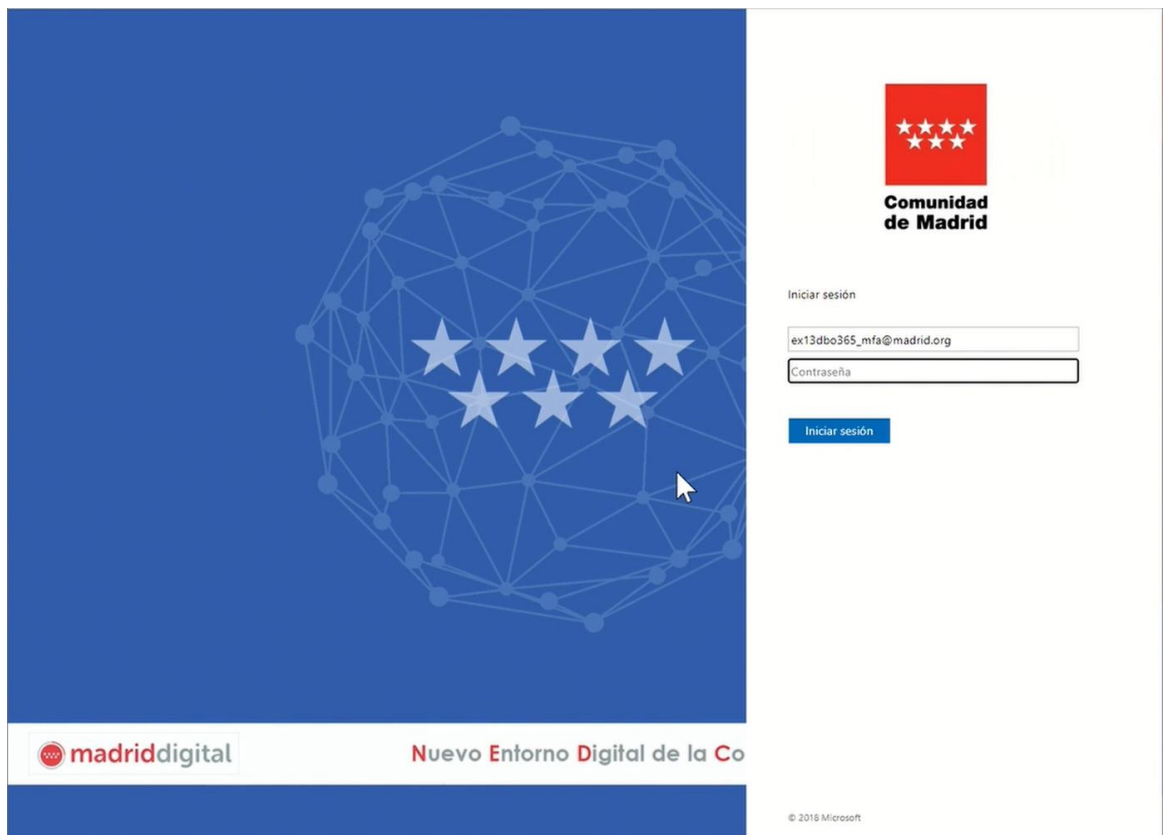 Comunidad
de Madrid
Iniciar sesión
ex13dbo365_mfa@madrid.org
Contraseña
Iniciar sesión
madriddigital
Nuevo Entorno Digital de la Co
© 2018 Microsoft